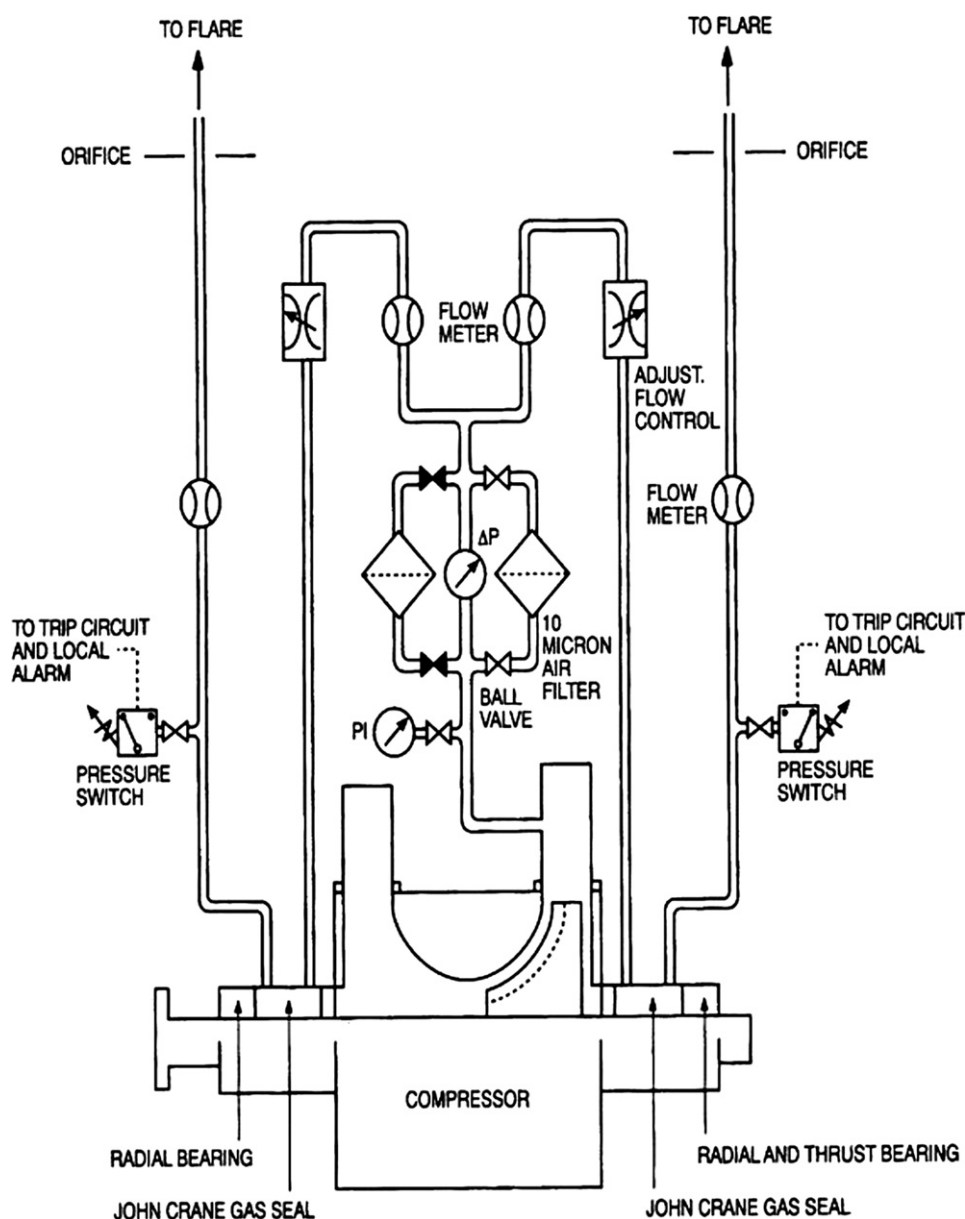 TO FLARE
TO FLARE
ORIFICE
ORIFICE
FLOW
METER
ADJUST.
FLOW
CONTROL
FLOW
METER
ΔP
TO TRIP CIRCUIT
AND LOCAL
ALARM
10
MICRON
AIR
FILTER
TO TRIP CIRCUIT
AND LOCAL
ALARM
BALL
VALVE
PI
PRESSURE
SWITCH
PRESSURE
SWITCH
COMPRESSOR
RADIAL BEARING
RADIAL AND THRUST BEARING
JOHN CRANE GAS SEAL
JOHN CRANE GAS SEAL